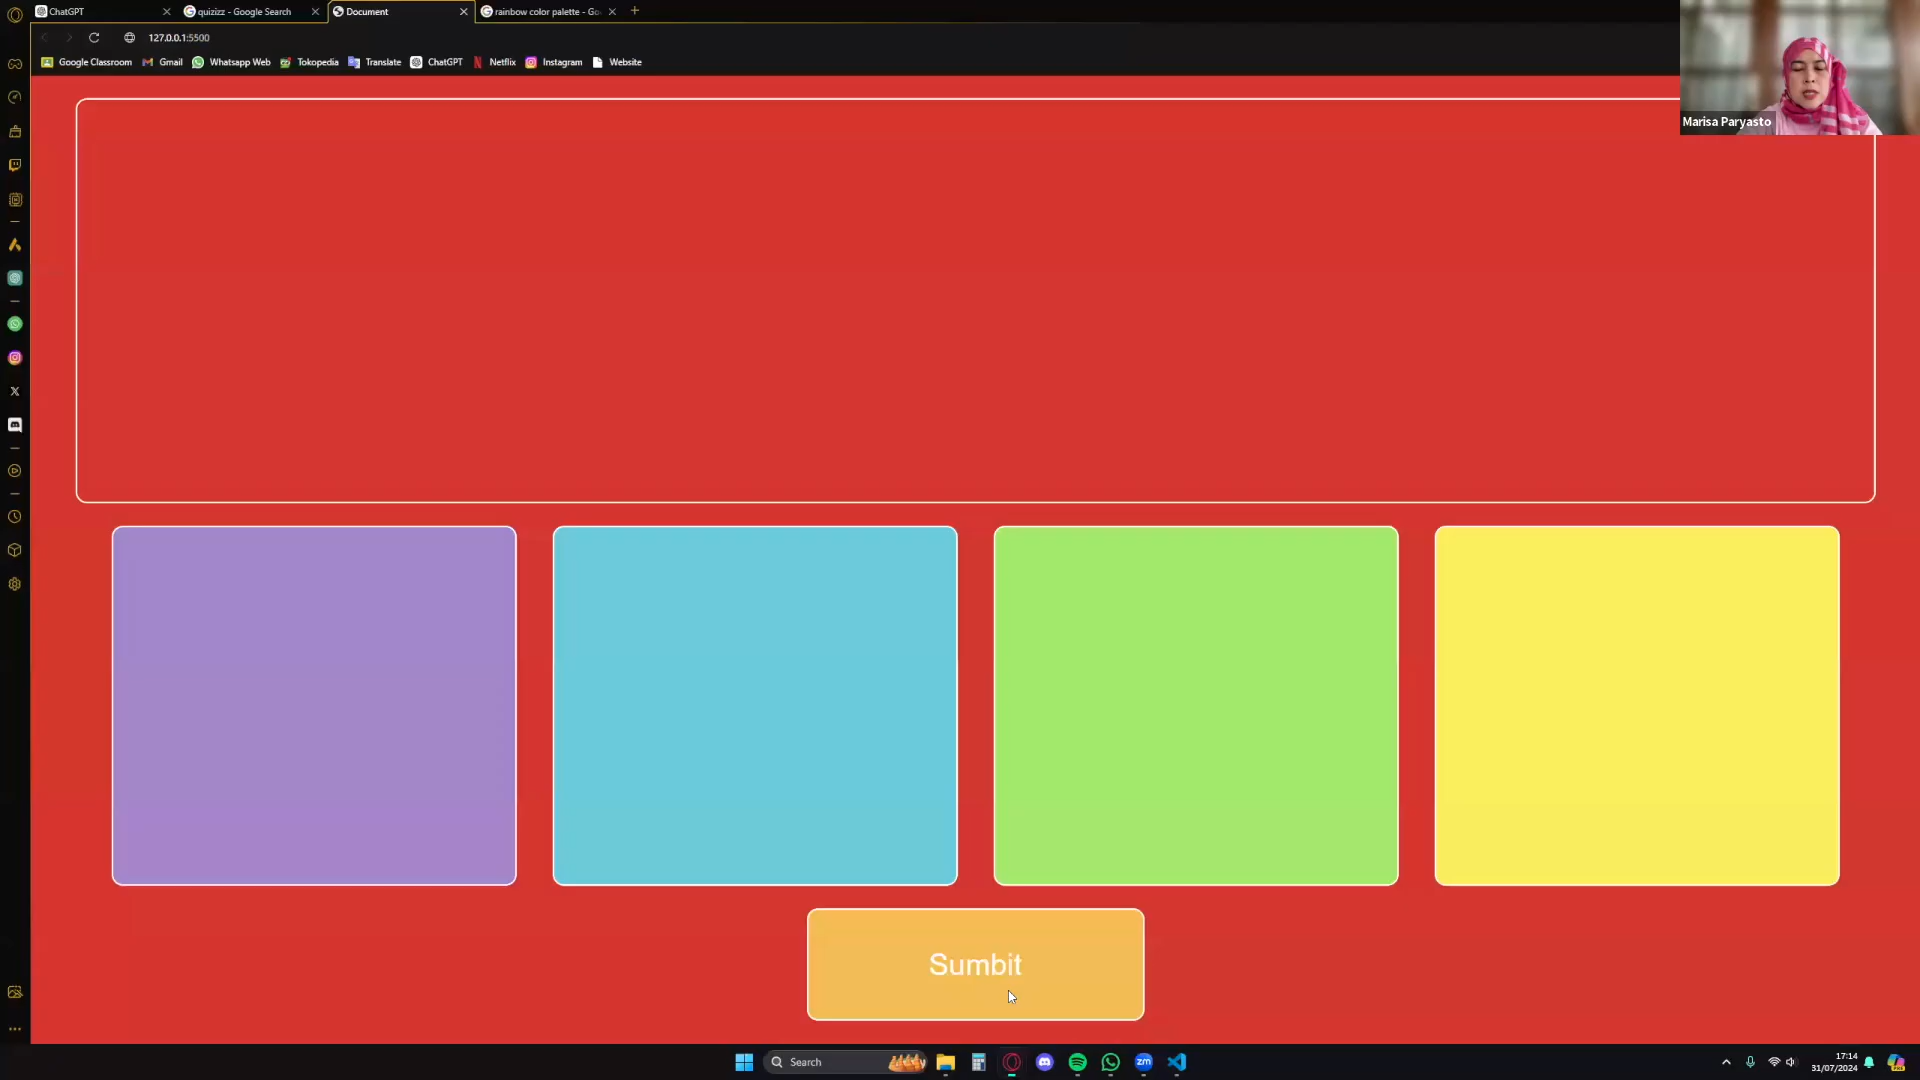 ChatGPT
quizizz - Google Search
Document
rainbow color palette - Go
127.0.0.1:5500
Google Classroom
Gmail
Whatsapp Web
Tokopedia
Translate
ChatGPT
Netflix
Instagram
Website
Marisa Paryasto
Sumbit
Search
zm
17:14
31/07/2024